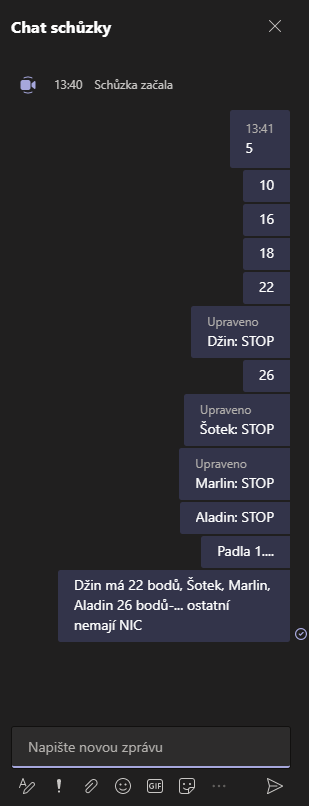 Chat schůzky
13:40 Schůzka začala
13:41
5
10
16
18
22
Upraveno
Džin: STOP
26
Upraveno
Šotek: STOP
Upraveno
Marlin: STOP
Aladin: STOP
Padla 1....
Džin má 22 bodů, Šotek, Marlin,
Aladin 26 bodů-... ostatní
nemají NIC
Napište novou zprávu
GIF